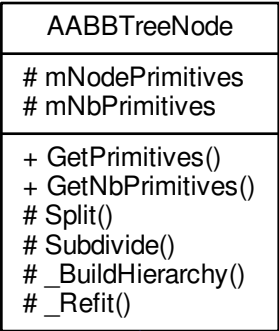 AABBTreeNode
# mNodePrimitives
# mNbPrimitives
+ GetPrimitives()
+ GetNbPrimitives()
# Split()
# Subdivide()
# _BuildHierarchy()
# _Refit()